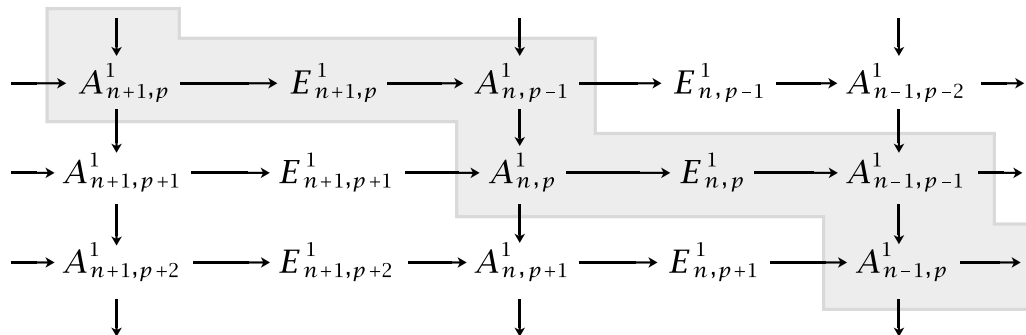 A^1_{n+1,p} → E^1_{n+1,p} → A^1_{n,p-1} → E^1_{n,p-1} → A^1_{n-1,p-2}
A^1_{n+1,p+1} → E^1_{n+1,p+1} → A^1_{n,p} → E^1_{n,p} → A^1_{n-1,p-1}
A^1_{n+1,p+2} → E^1_{n+1,p+2} → A^1_{n,p+1} → E^1_{n,p+1} → A^1_{n-1,p}